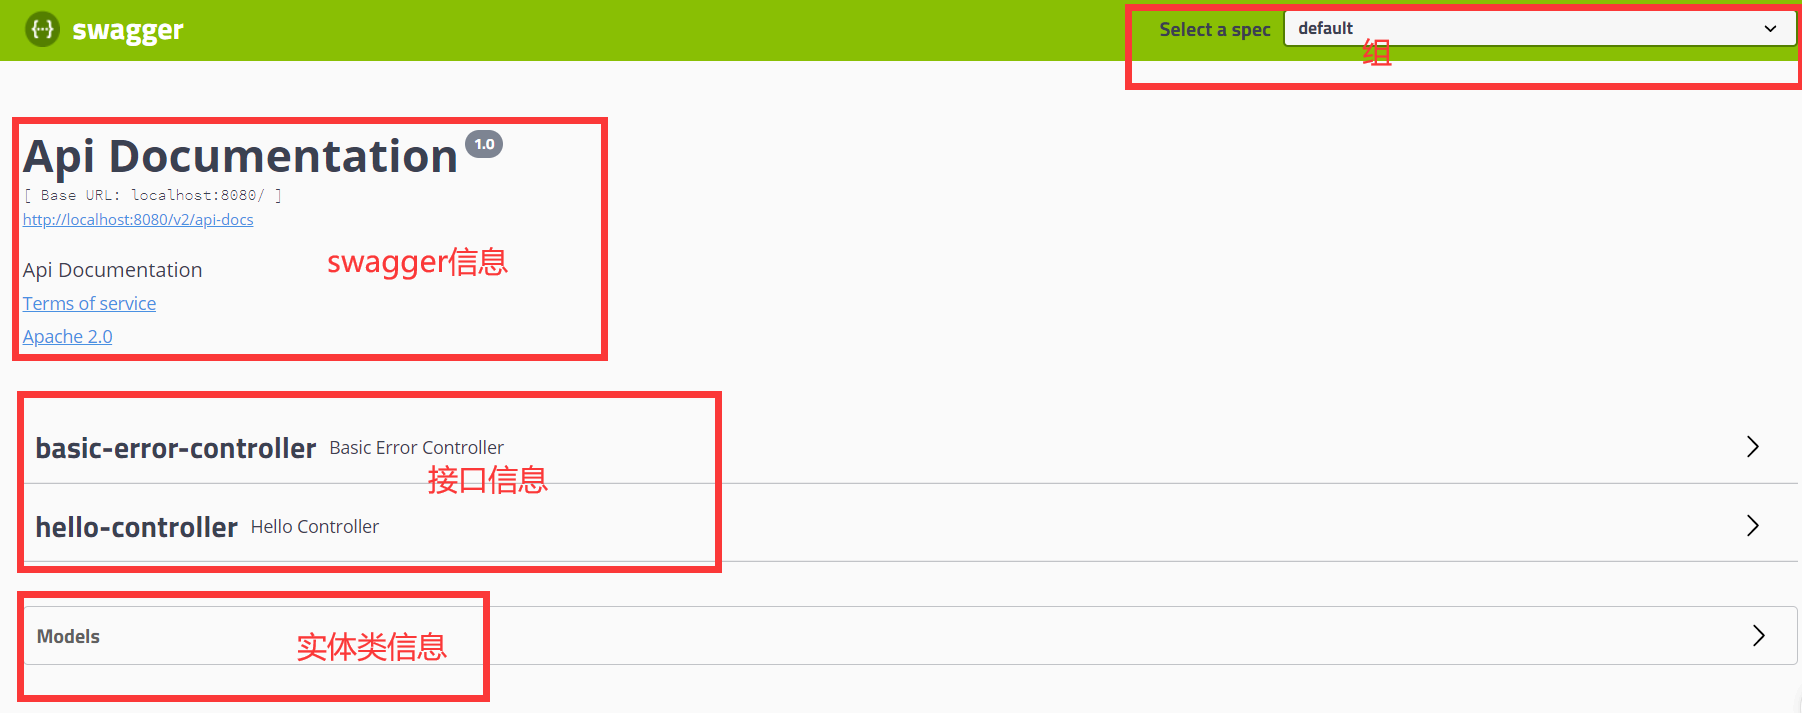 {···} swagger
Select a spec default
组
Api Documentation 1.0
[ Base URL: localhost:8080/ ]
http://localhost:8080/v2/api-docs
swagger信息
Api Documentation
Terms of service
Apache 2.0
basic-error-controller Basic Error Controller
接口信息
hello-controller Hello Controller
Models
实体类信息